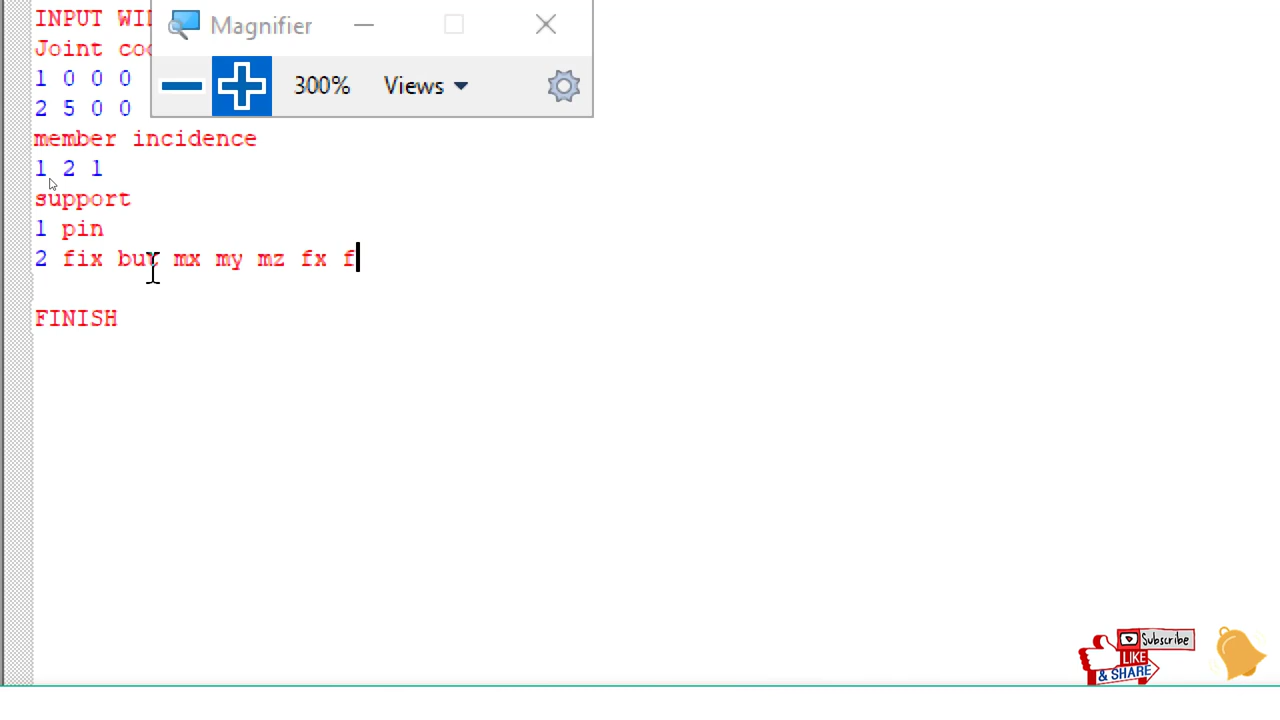 INPUT WI
Magnifier
Joint co
1 0 0 0
300% Views
2 5 0 0
member incidence
1 2 1
support
1 pin
2 fix but mx my mz fx f
FINISH
Subscribe
LIKE
& SHARE